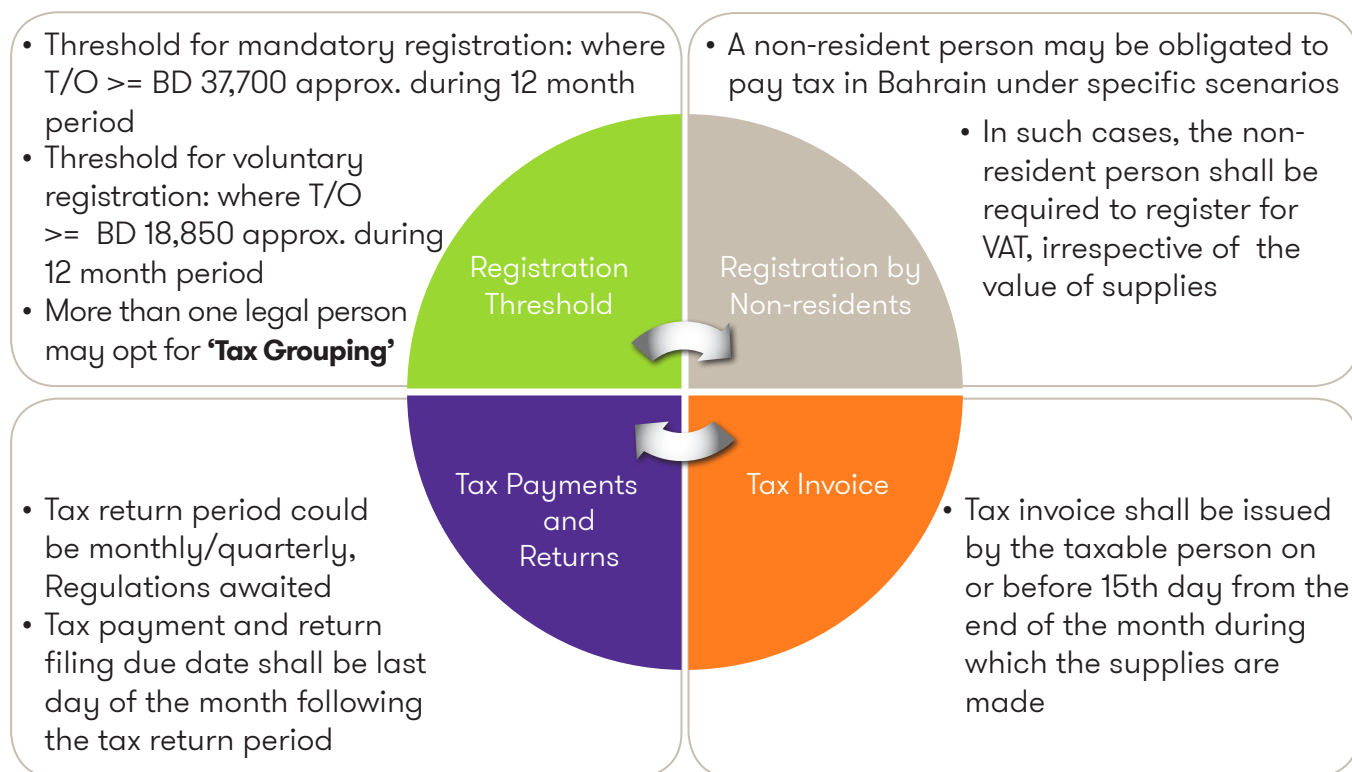 • Threshold for mandatory registration: where
T/O >= BD 37,700 approx. during 12 month
period
• Threshold for voluntary
registration: where T/O
>= BD 18,850 approx. during
12 month period
• More than one legal person
may opt for ‘Tax Grouping’
Registration
Threshold
• A non-resident person may be obligated to
pay tax in Bahrain under specific scenarios
• In such cases, the non-
resident person shall be
required to register for
VAT, irrespective of the
value of supplies
Registration by
Non-residents
• Tax return period could
be monthly/quarterly,
Regulations awaited
• Tax payment and return
filing due date shall be last
day of the month following
the tax return period
Tax Payments
and
Returns
Tax Invoice
• Tax invoice shall be issued
by the taxable person on
or before 15th day from the
end of the month during
which the supplies are
made